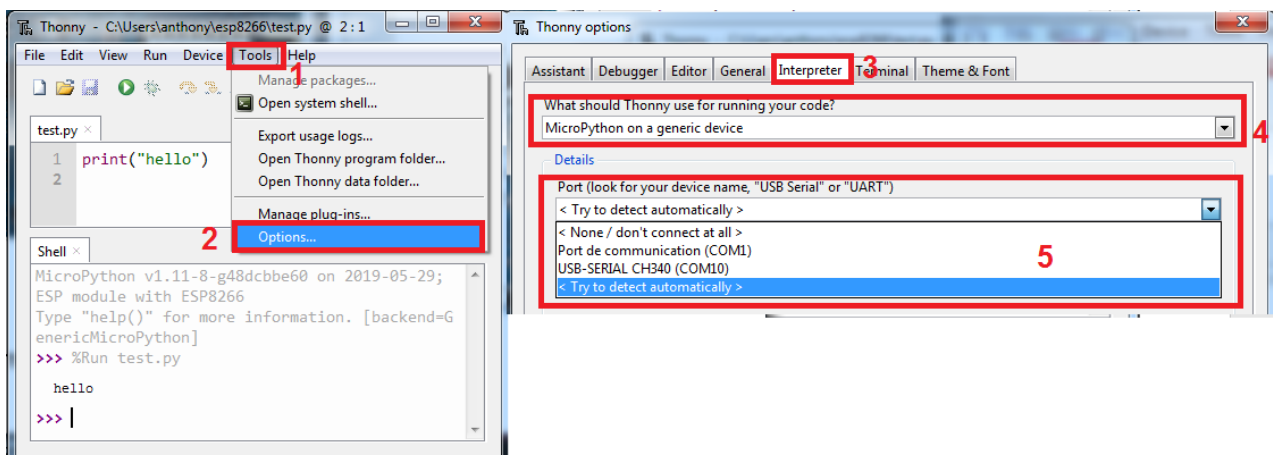 Thonny - C:\Users\anthony\esp8266\test.py @ 2:1
File Edit View Run Device Tools Help
1
Manage packages...
Open system shell...
Export usage logs...
Open Thonny program folder...
Open Thonny data folder...
Manage plug-ins...
2 Options...
test.py
1 print("hello")
2
Shell
MicroPython v1.11-8-g48dcbbe60 on 2019-05-29;
ESP module with ESP8266
Type "help()" for more information. [backend=G
enericMicroPython]
>>> %Run test.py
hello
>>>
Thonny options
Assistant Debugger Editor General Interpreter 3 Terminal Theme & Font
What should Thonny use for running your code?
MicroPython on a generic device
4
Details
Port (look for your device name, "USB Serial" or "UART")
< Try to detect automatically >
< None / don't connect at all >
Port de communication (COM1)
USB-SERIAL CH340 (COM10)
< Try to detect automatically >
5